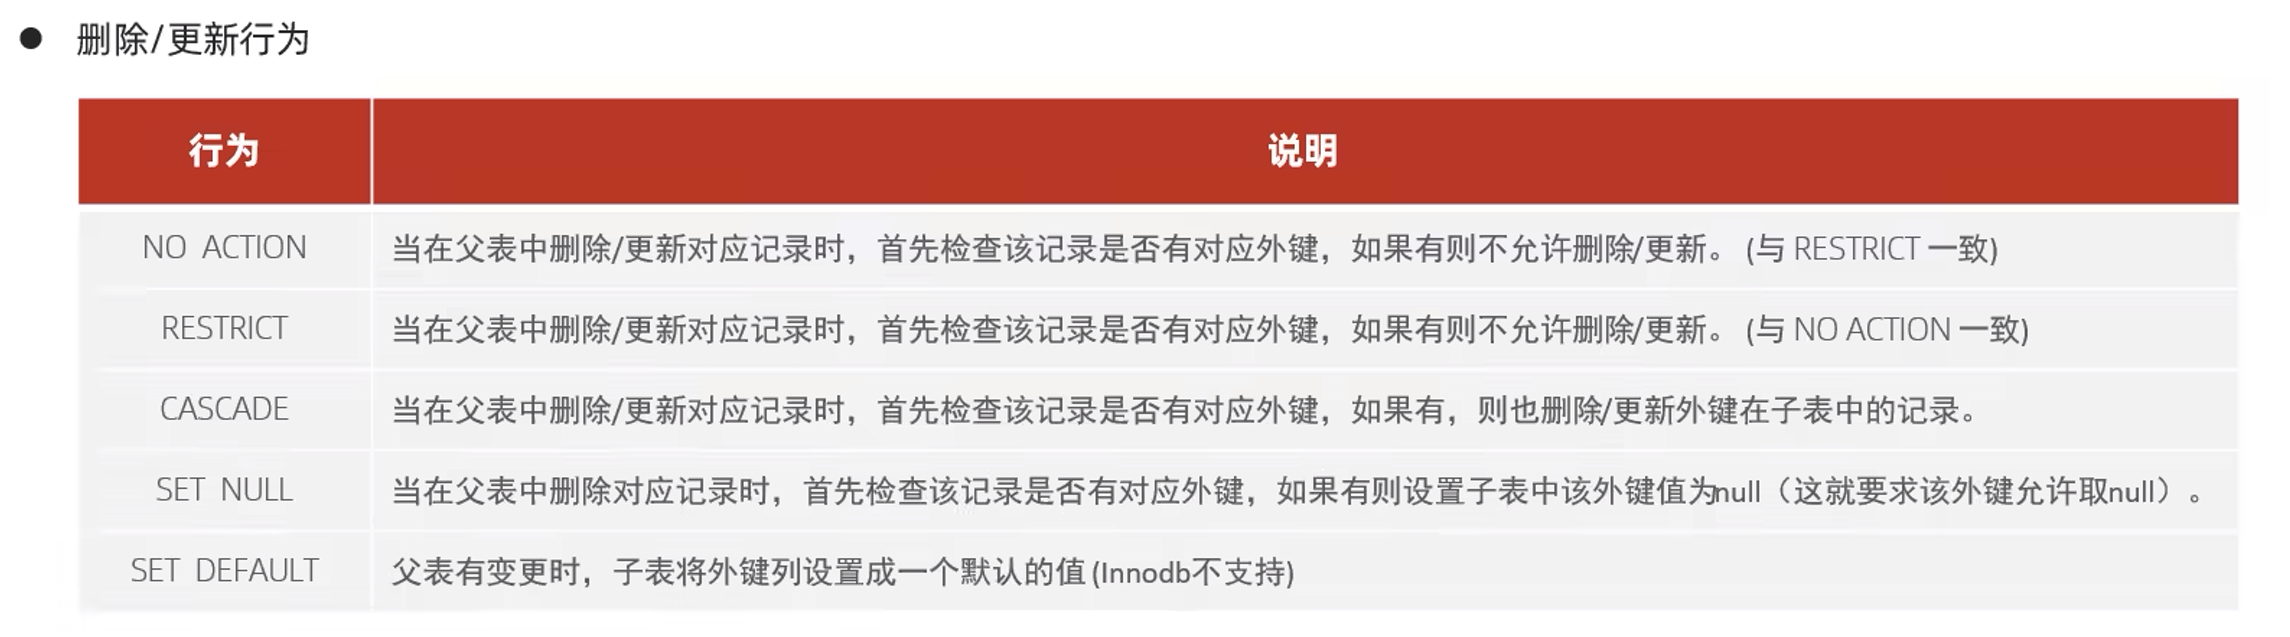 ● 删除/更新行为
行为 说明
NO ACTION 当在父表中删除/更新对应记录时，首先检查该记录是否有对应外键，如果有则不允许删除/更新。(与 RESTRICT 一致)
RESTRICT 当在父表中删除/更新对应记录时，首先检查该记录是否有对应外键，如果有则不允许删除/更新。(与 NO ACTION 一致)
CASCADE 当在父表中删除/更新对应记录时，首先检查该记录是否有对应外键，如果有，则也删除/更新外键在子表中的记录。
SET NULL 当在父表中删除对应记录时，首先检查该记录是否有对应外键，如果有则设置子表中该外键值为null（这就要求该外键允许取null）。
SET DEFAULT 父表有变更时，子表将外键列设置成一个默认的值 (Innodb不支持)